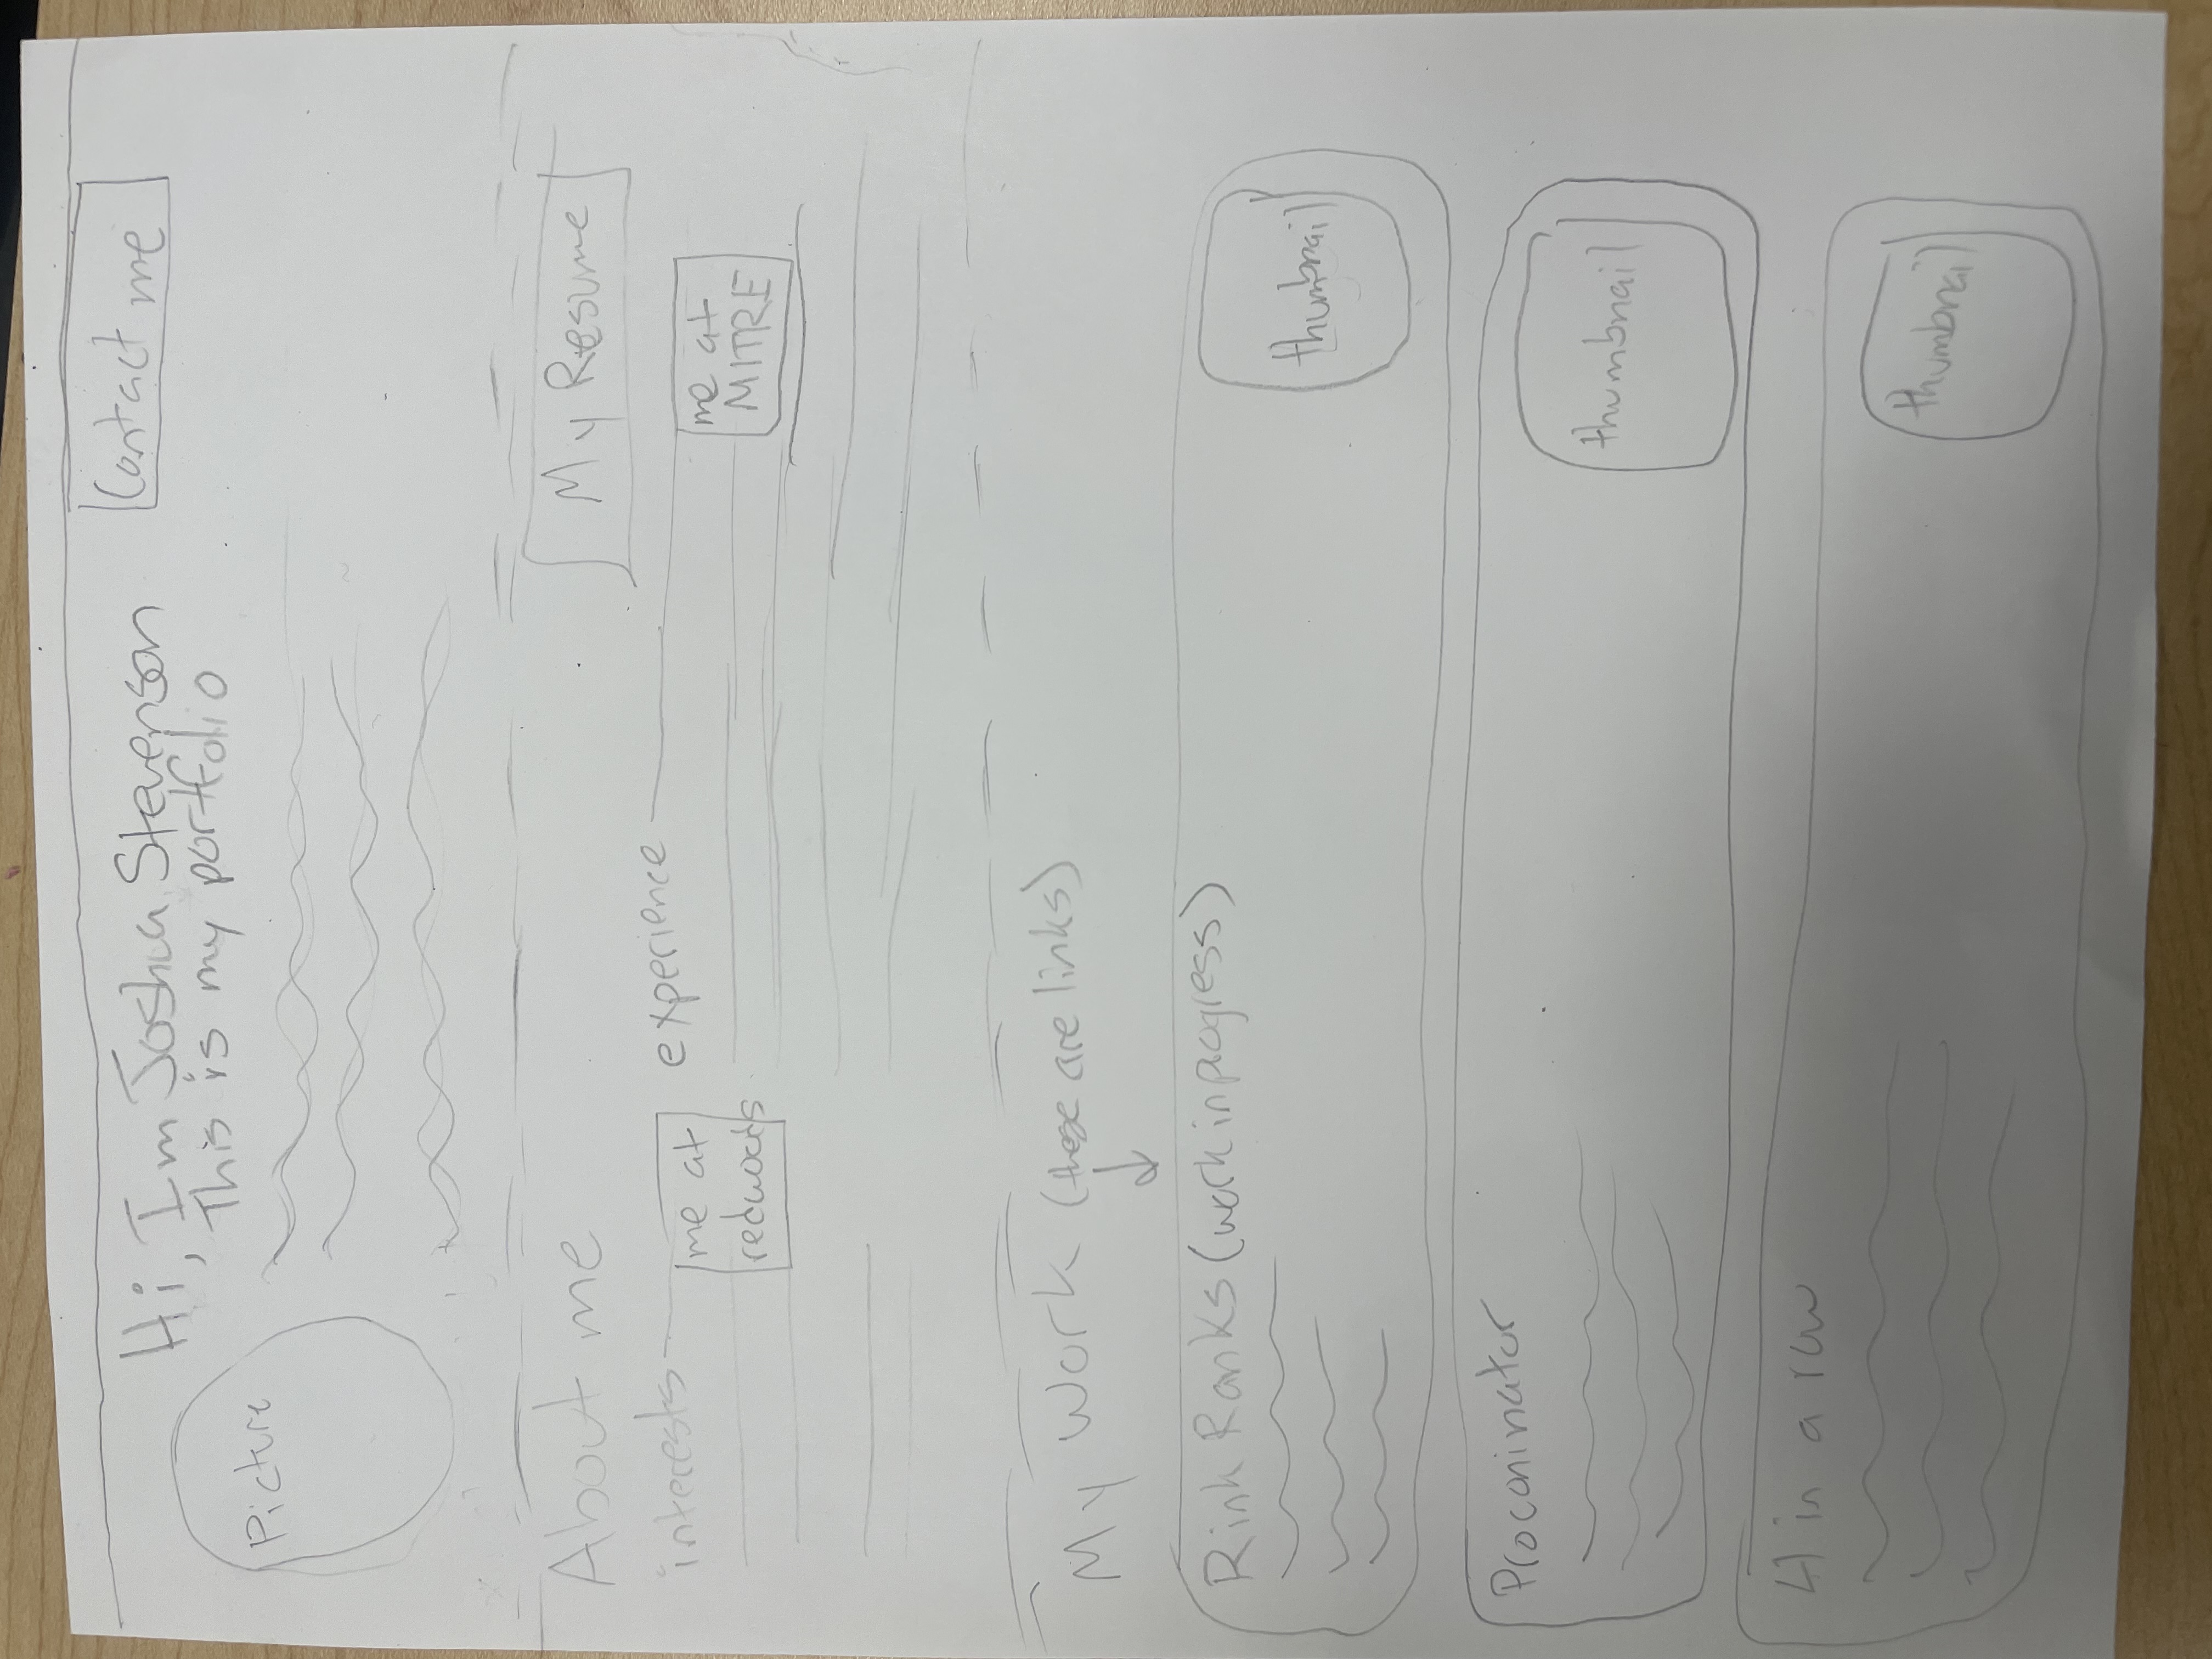 Hi, Im Joshua Stevenson
Contact me
This is my portfolio
Picture
About me
My Resume
interests
me at
redwoods
experience
me at
MITRE
My Work (these are links)
Rink Ranks (work in progress)
thumbnail
Proconinator
thumbnail
4 in a row
thumbnail